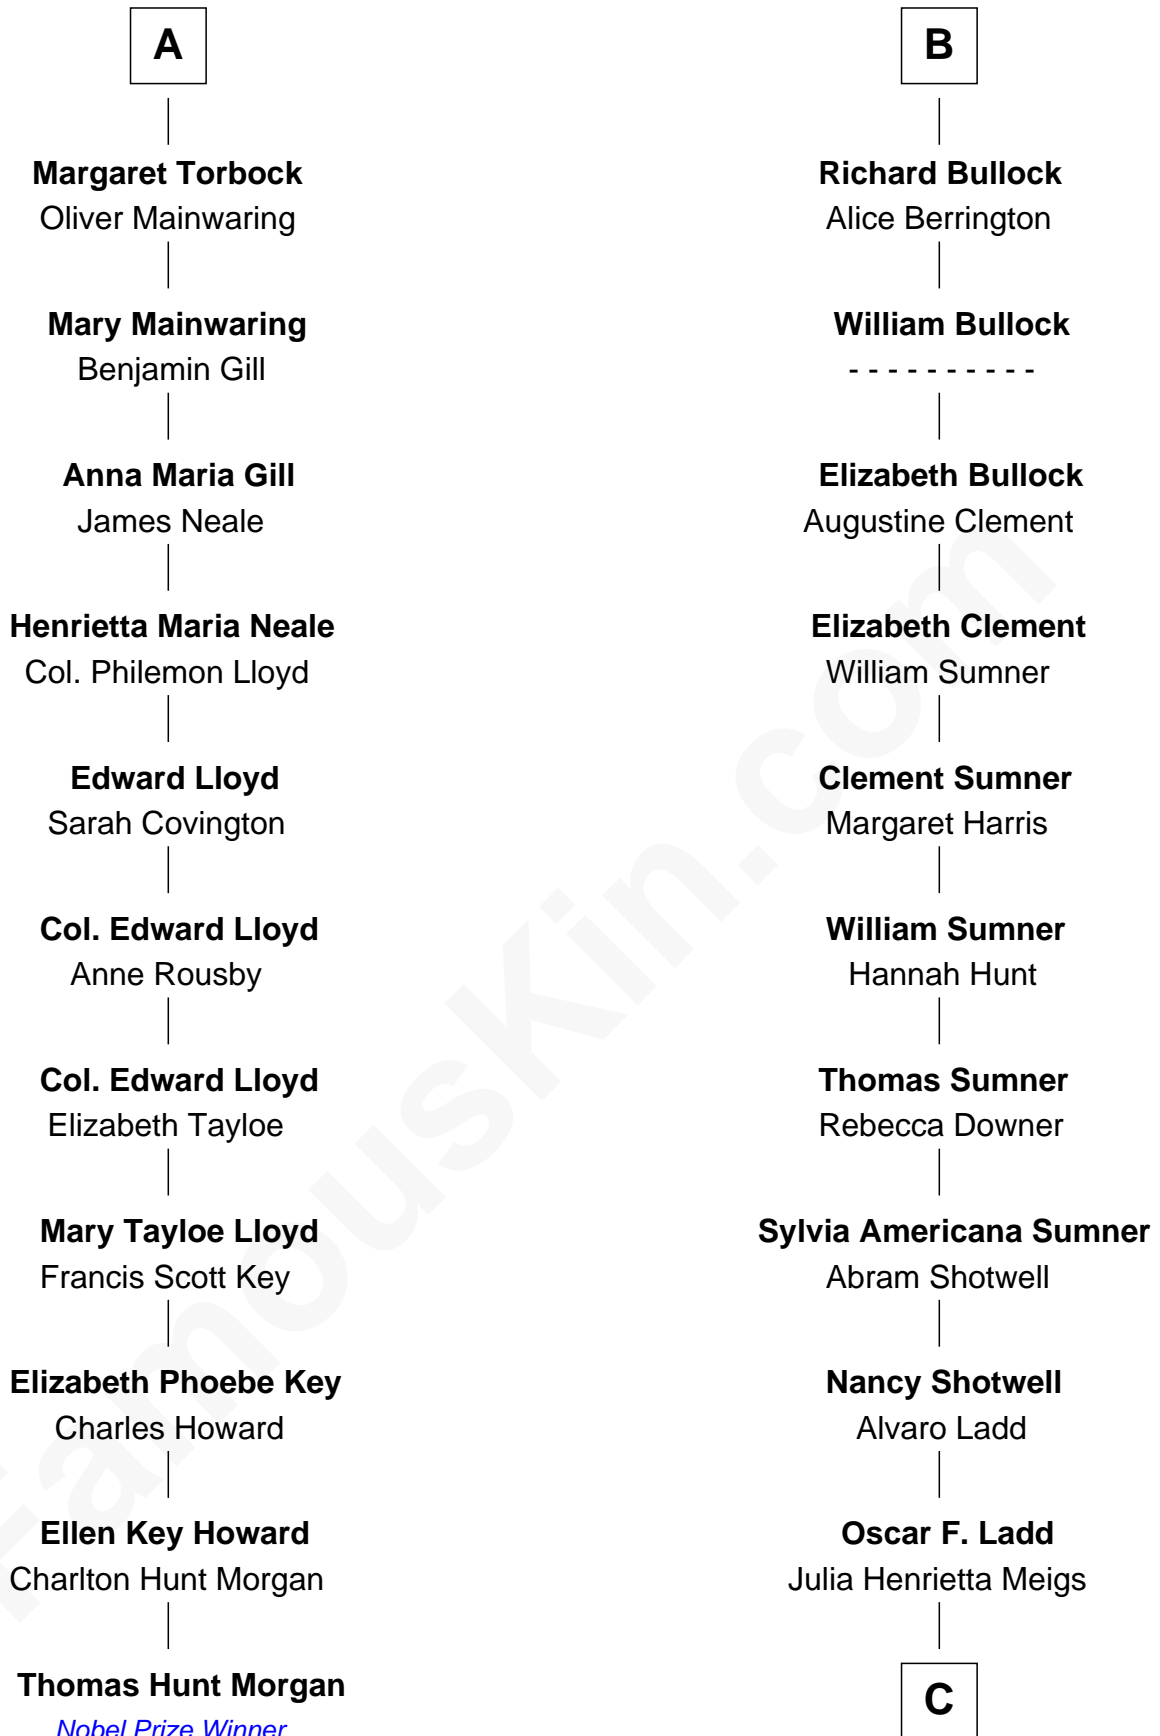 A
Margaret Torbock
Oliver Mainwaring
Mary Mainwaring
Benjamin Gill
Anna Maria Gill
James Neale
Henrietta Maria Neale
Col. Philemon Lloyd
Edward Lloyd
Sarah Covington
Col. Edward Lloyd
Anne Rousby
Col. Edward Lloyd
Elizabeth Tayloe
Mary Tayloe Lloyd
Francis Scott Key
Elizabeth Phoebe Key
Charles Howard
Ellen Key Howard
Charlton Hunt Morgan
Thomas Hunt Morgan
Nobel Prize Winner
B
Richard Bullock
Alice Berrington
William Bullock
- - - - - - - - - -
Elizabeth Bullock
Augustine Clement
Elizabeth Clement
William Sumner
Clement Sumner
Margaret Harris
William Sumner
Hannah Hunt
Thomas Sumner
Rebecca Downer
Sylvia Americana Sumner
Abram Shotwell
Nancy Shotwell
Alvaro Ladd
Oscar F. Ladd
Julia Henrietta Meigs
C
FamousKin.com